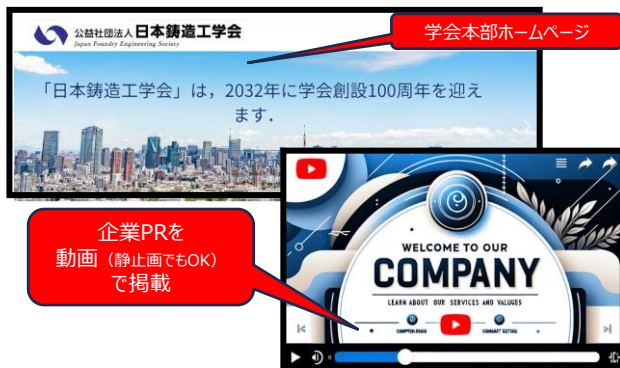 公益社団法人日本鋳造工学会
Japan Foundry Engineering Society
学会本部ホームページ
「日本鋳造工学会」は，2032年に学会創設100周年を迎え
ます．
企業PRを
動画（静止画でもOK）
で掲載
WELCOME TO OUR
COMPANY
LEARN ABOUT OUR SERVICES AND VALUGES